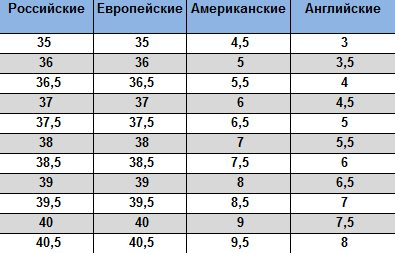 Российские Европейские Американские Английские
35 35 4,5 3
36 36 5 3,5
36,5 36,5 5,5 4
37 37 6 4,5
37,5 37,5 6,5 5
38 38 7 5,5
38,5 38,5 7,5 6
39 39 8 6,5
39,5 39,5 8,5 7
40 40 9 7,5
40,5 40,5 9,5 8